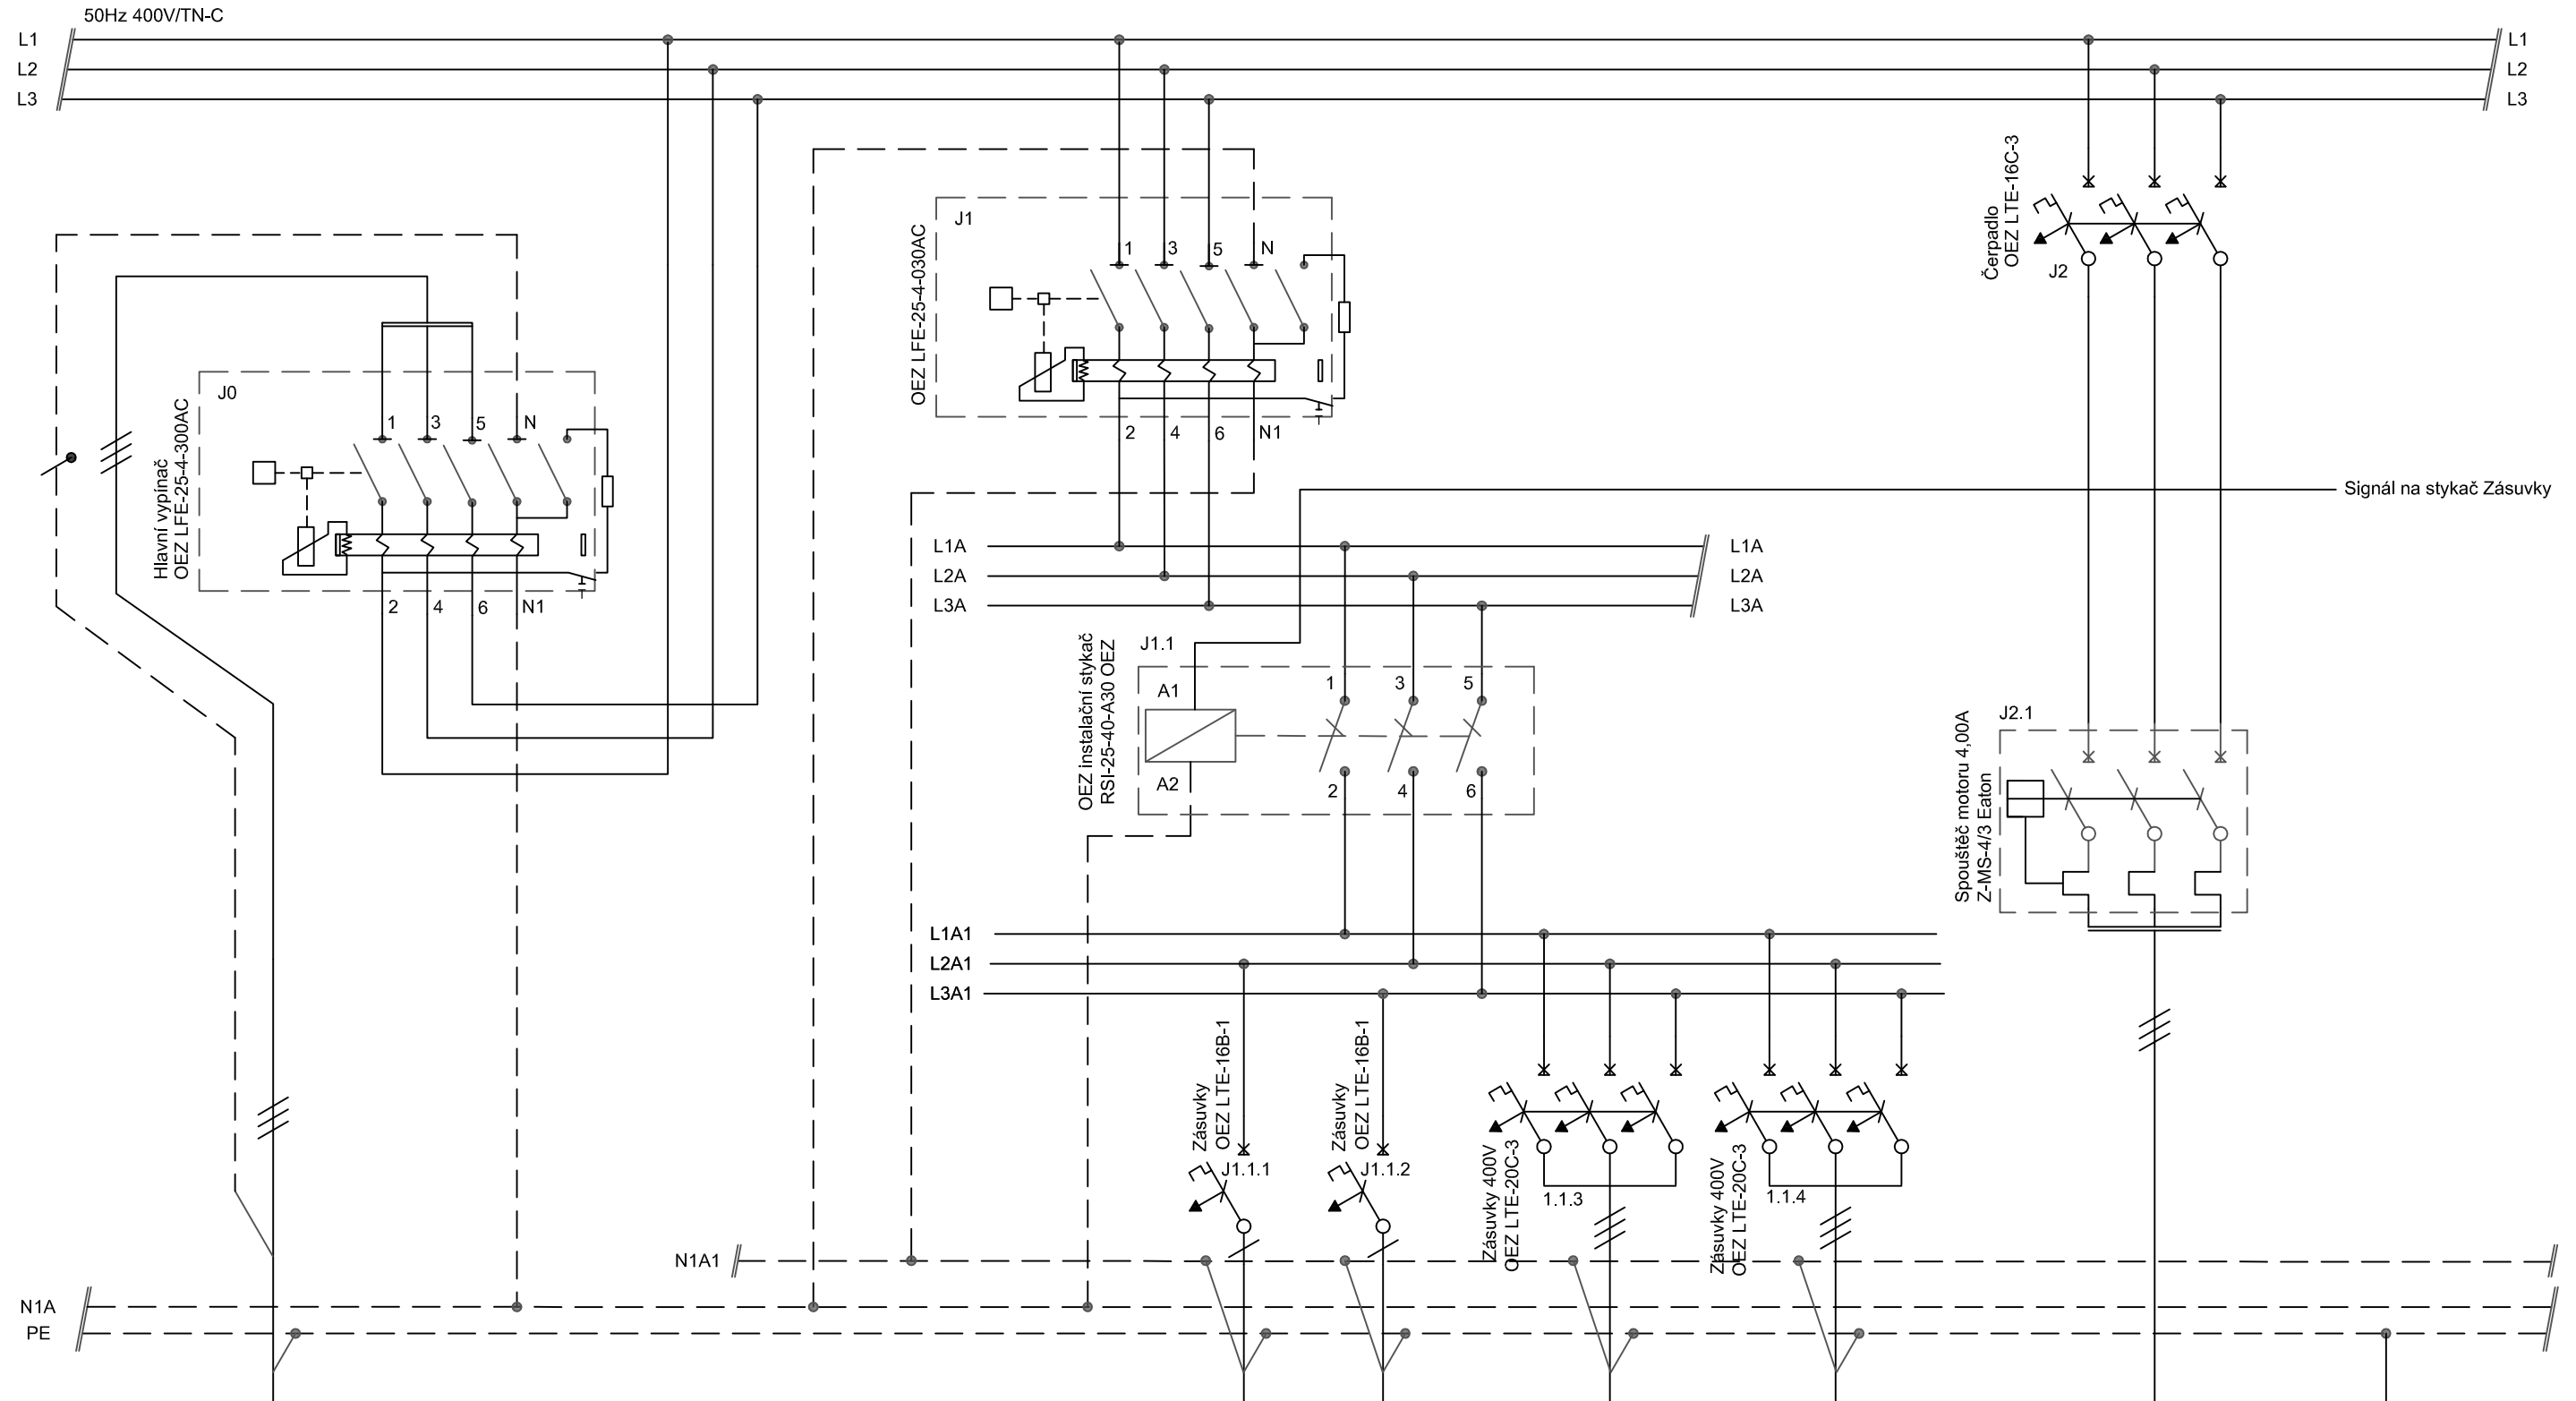 50Hz 400V/TN-C
L1
L2
L3
L1
L2
L3
Hlavní vypínač
OEZ LFE-25-4-300AC
J0
1
3
5
N
2
4
6
N1
OEZ LFE-25-4-030AC
J1
1
3
5
N
2
4
6
N1
Čerpadlo
OEZ LTE-16C-3
J2
Signál na stykač Zásuvky
L1A
L2A
L3A
L1A
L2A
L3A
OEZ instalační stykač
RSI-25-40-A30 OEZ
J1.1
A1
A2
1
3
5
2
4
6
Spouštěč motoru 4,00A
Z-MS-4/3 Eaton
J2.1
L1A1
L2A1
L3A1
Zásuvky
OEZ LTE-16B-1
J1.1.1
Zásuvky
OEZ LTE-16B-1
J1.1.2
Zásuvky 400V
OEZ LTE-20C-3
1.1.3
Zásuvky 400V
OEZ LTE-20C-3
1.1.4
N1A1
N1A
PE